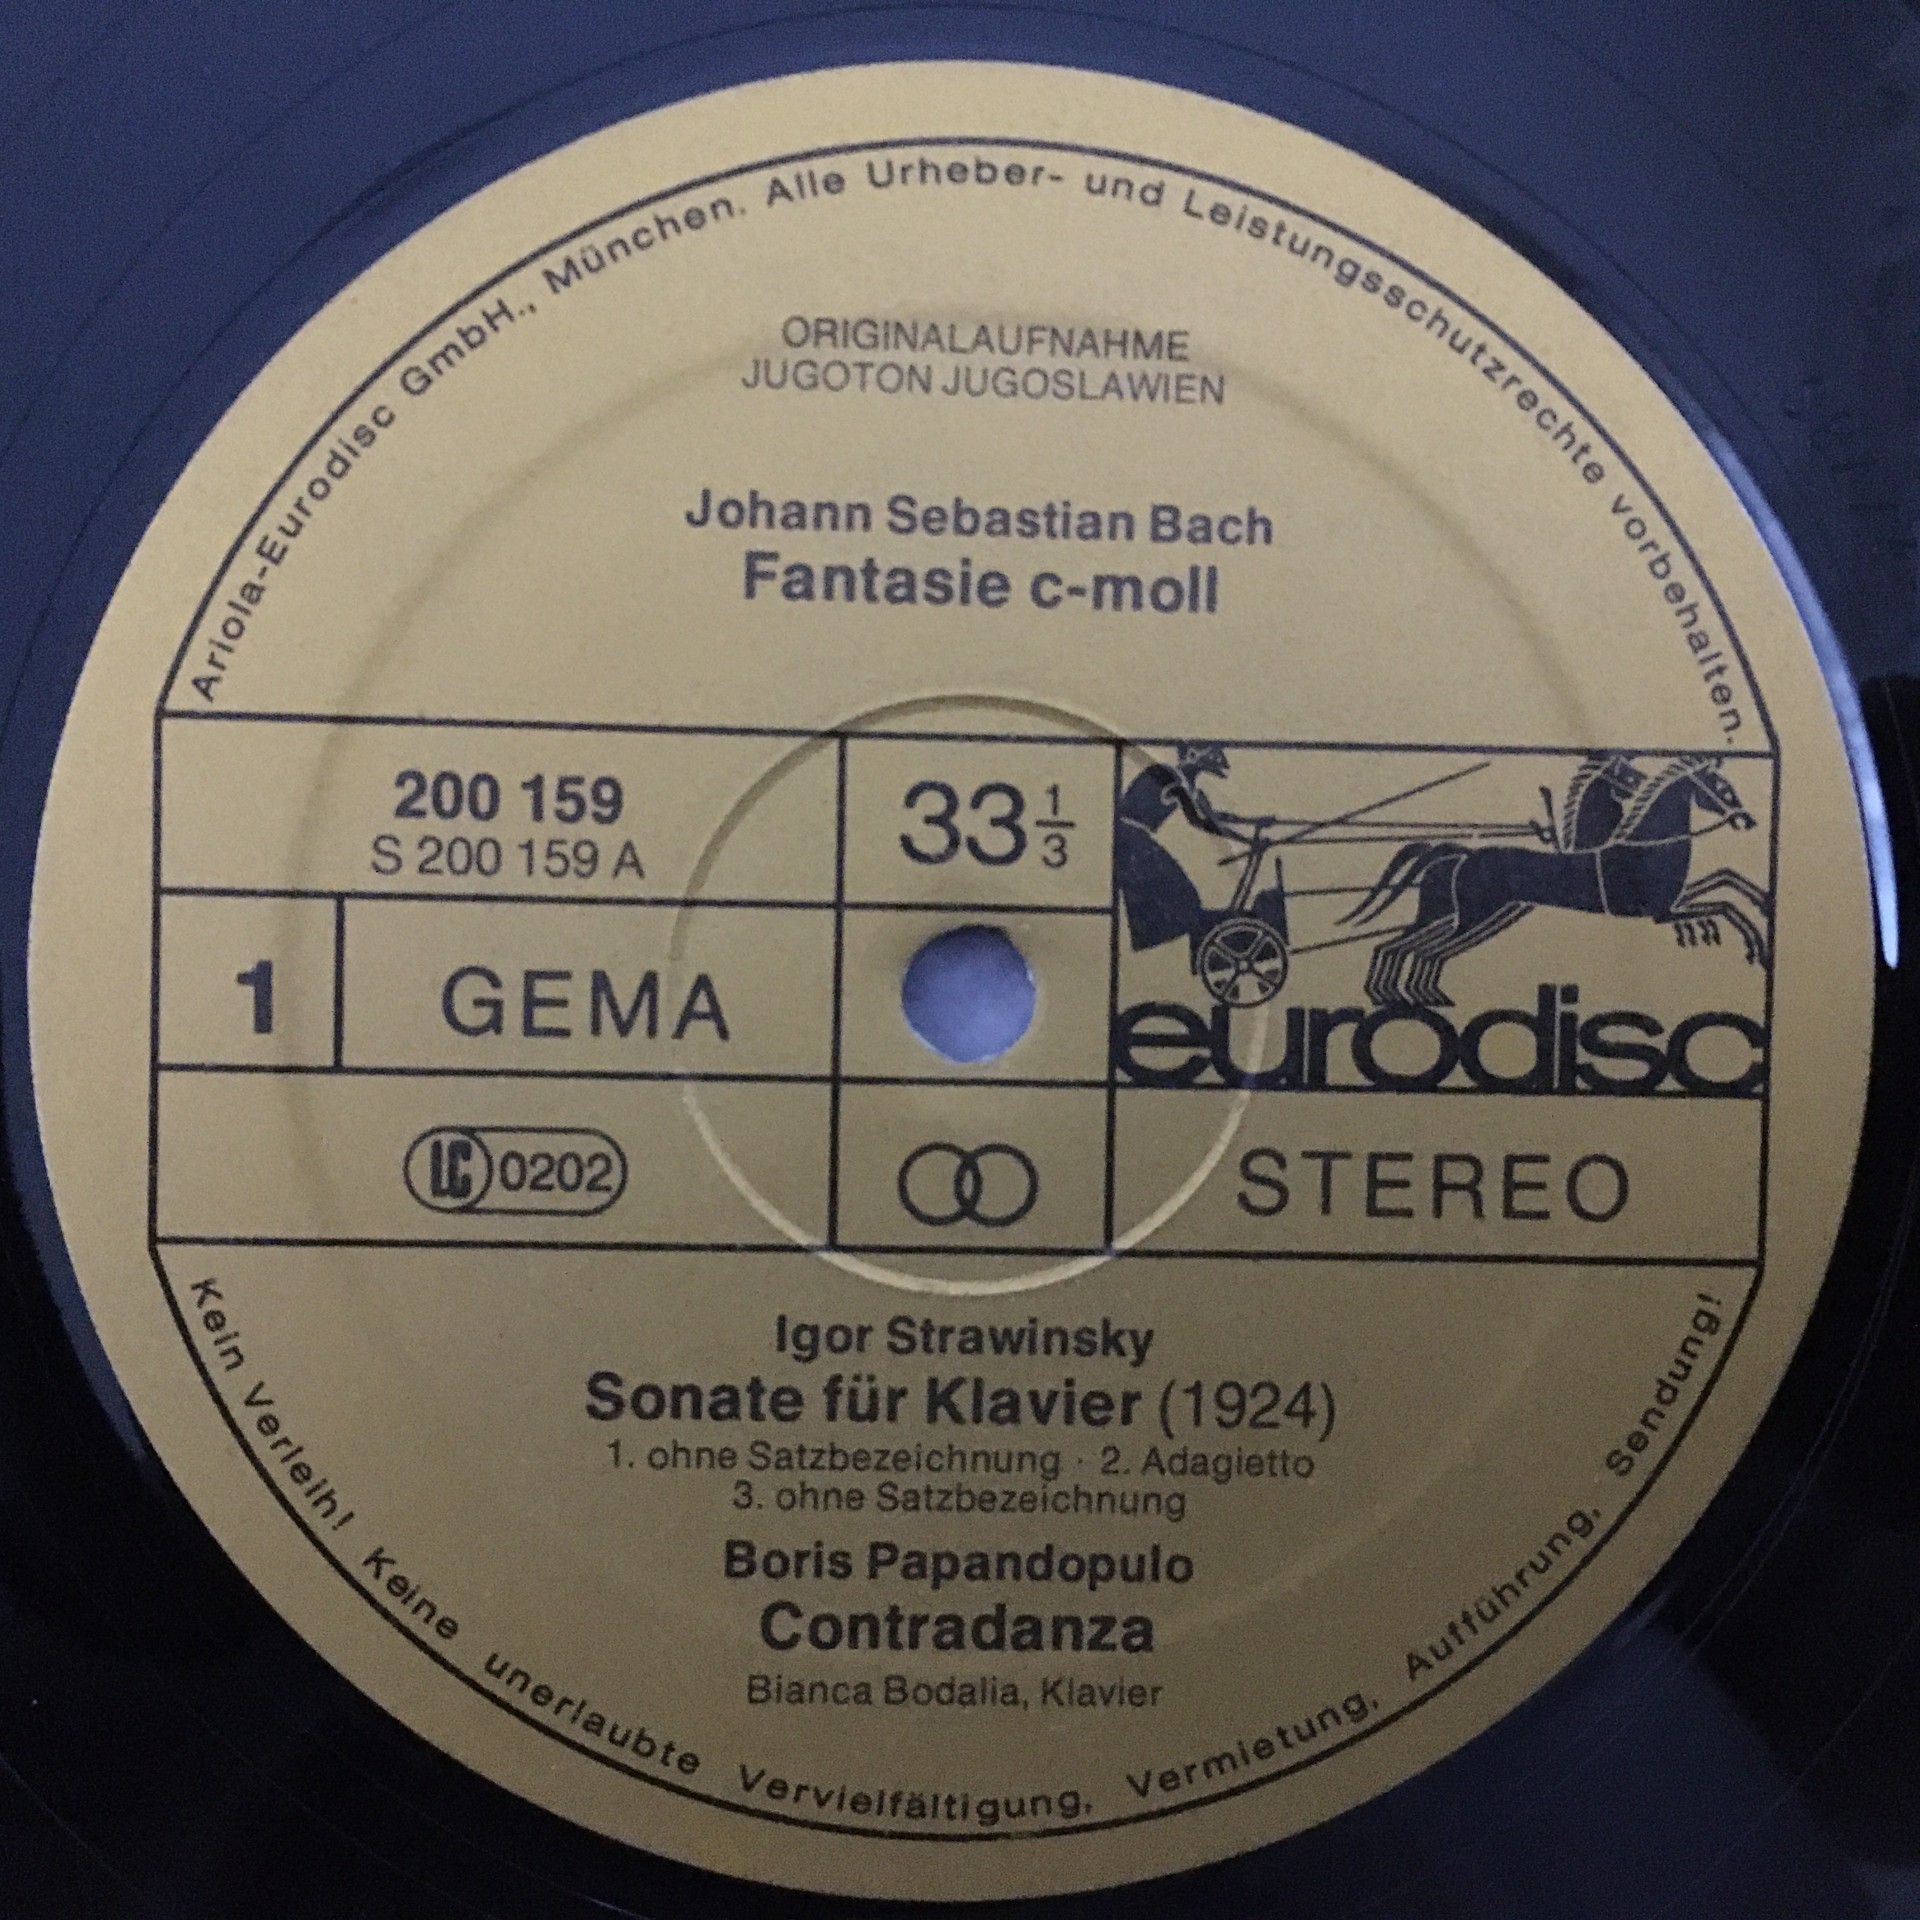 Ariola-Eurodisc GmbH., München. Alle Urheber- und Leistungsschutzrechte vorbehalten.
ORIGINALAUFNAHME
JUGOTON JUGOSLAWIEN
Johann Sebastian Bach
Fantasie c-moll
200 159
S 200 159 A
33 1/3
1
GEMA
eurodisc
LC 0202
STEREO
Igor Strawinsky
Sonate für Klavier (1924)
1. ohne Satzbezeichnung · 2. Adagietto
3. ohne Satzbezeichnung
Boris Papandopulo
Contradanza
Bianca Bodalia, Klavier
Kein Verleih! Keine unerlaubte Vervielfältigung, Vermietung, Aufführung, Sendung!